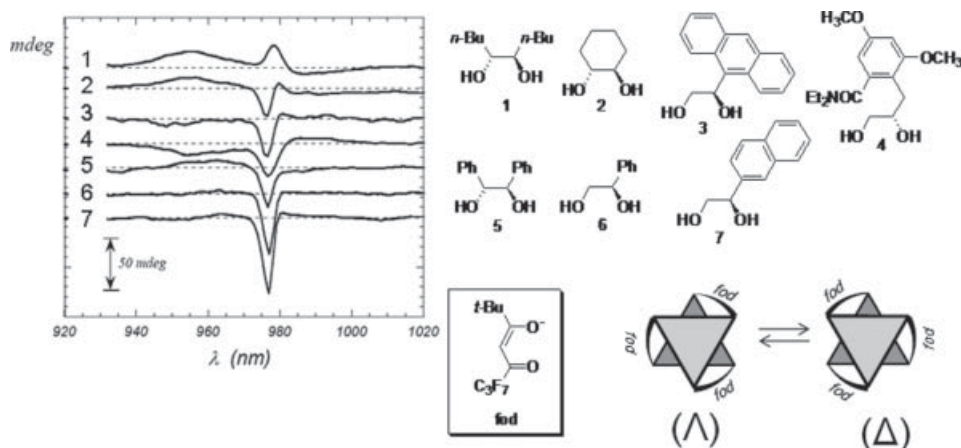 mdeg
1
2
3
4
5
6
7
50 mdeg
920 940 960 980 1000 1020
λ (nm)
n-Bu n-Bu
HO OH
1
HO OH
2
HO OH
3
H₃CO
OCH₃
Et₂NOC
HO OH
4
Ph Ph
HO OH
5
Ph
HO OH
6
HO OH
7
t-Bu
O⁻
O
C₃F₇
fod
fod
fod
fod
(Λ)
fod
fod
fod
(Δ)